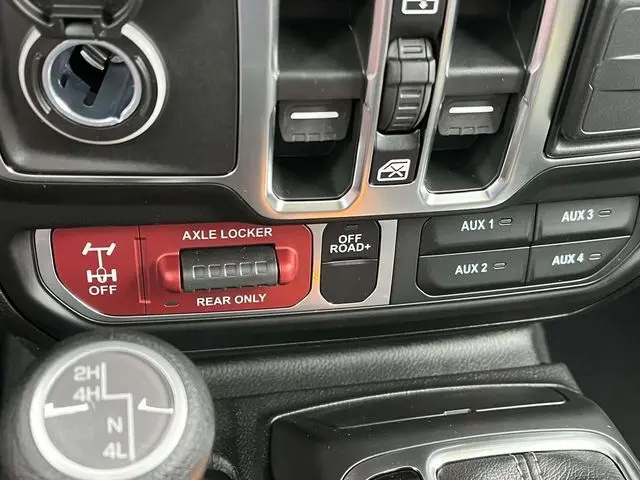 AXLE LOCKER
OFF
REAR ONLY
OFF
ROAD+
AUX 1
AUX 2
AUX 3
AUX 4
2H
4H
N
4L